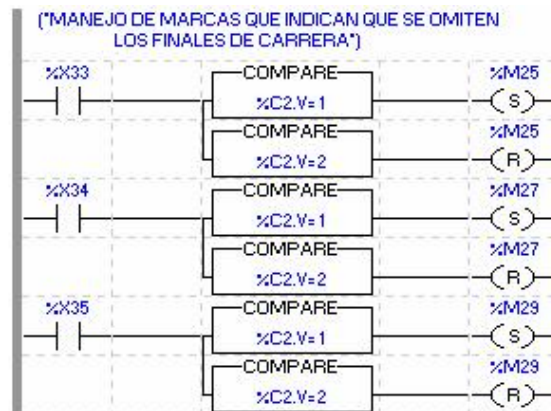 (*MANEJO DE MARCAS QUE INDICAN QUE SE OMITEN
LOS FINALES DE CARRERA*)
%X33 COMPARE %M25
%C2.V=1 S
COMPARE %M25
%C2.V=2 R
%X34 COMPARE %M27
%C2.V=1 S
COMPARE %M27
%C2.V=2 R
%X35 COMPARE %M29
%C2.V=1 S
COMPARE %M29
%C2.V=2 R